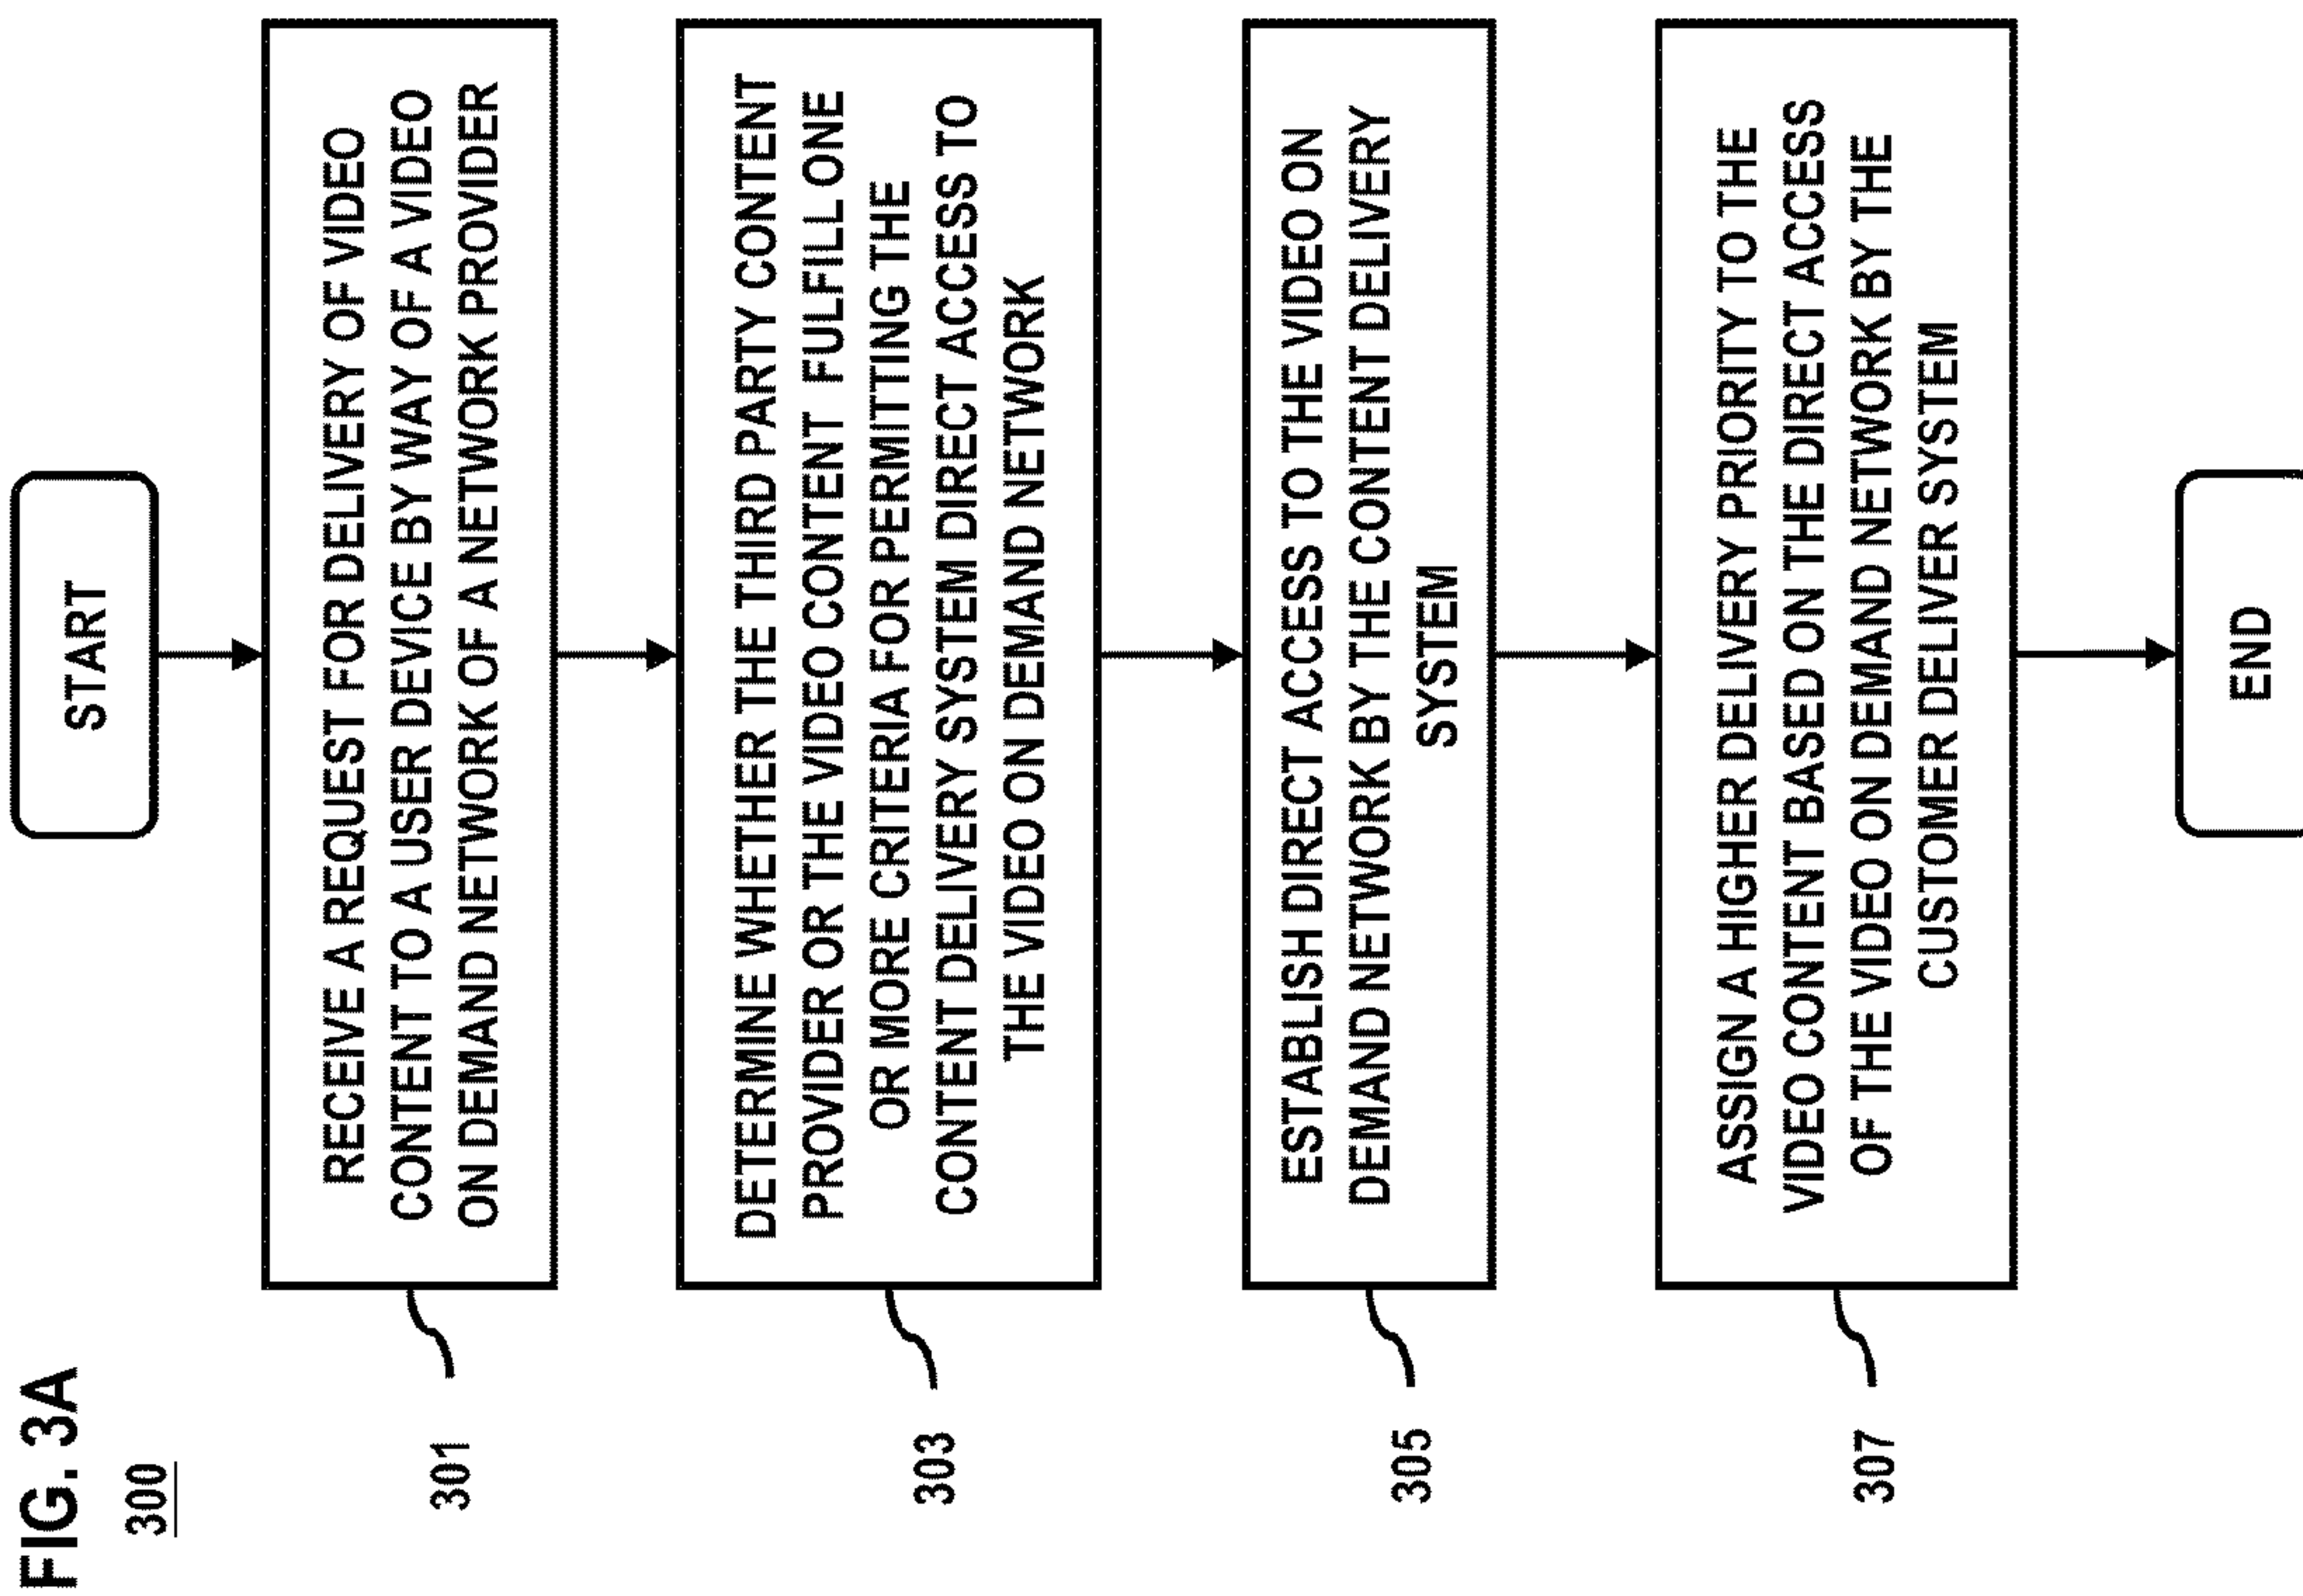 FIG. 3A
300
START
RECEIVE A REQUEST FOR DELIVERY OF VIDEO
CONTENT TO A USER DEVICE BY WAY OF A VIDEO
ON DEMAND NETWORK OF A NETWORK PROVIDER
301
DETERMINE WHETHER THE THIRD PARTY CONTENT
PROVIDER OR THE VIDEO CONTENT FULFILL ONE
OR MORE CRITERIA FOR PERMITTING THE
CONTENT DELIVERY SYSTEM DIRECT ACCESS TO
THE VIDEO ON DEMAND NETWORK
303
ESTABLISH DIRECT ACCESS TO THE VIDEO ON
DEMAND NETWORK BY THE CONTENT DELIVERY
SYSTEM
305
ASSIGN A HIGHER DELIVERY PRIORITY TO THE
VIDEO CONTENT BASED ON THE DIRECT ACCESS
OF THE VIDEO ON DEMAND NETWORK BY THE
CUSTOMER DELIVER SYSTEM
307
END